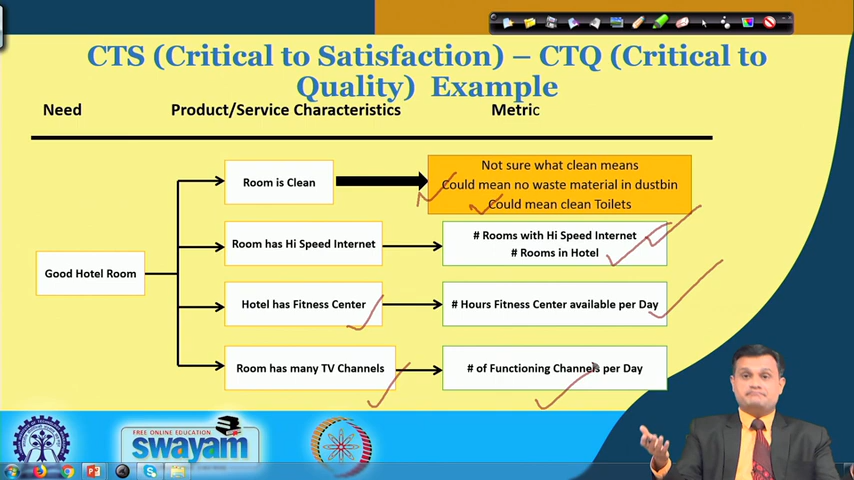 CTS (Critical to Satisfaction) – CTQ (Critical to
Quality) Example
Need
Product/Service Characteristics
Metric
Good Hotel Room
Room is Clean
Not sure what clean means
Could mean no waste material in dustbin
Could mean clean Toilets
Room has Hi Speed Internet
# Rooms with Hi Speed Internet
# Rooms in Hotel
Hotel has Fitness Center
# Hours Fitness Center available per Day
Room has many TV Channels
# of Functioning Channels per Day
FREE ONLINE EDUCATION
swayam